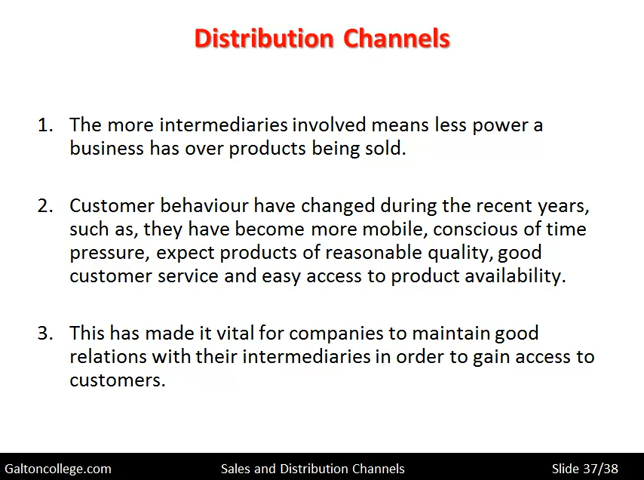 Distribution Channels
1. The more intermediaries involved means less power a
business has over products being sold.
2. Customer behaviour have changed during the recent years,
such as, they have become more mobile, conscious of time
pressure, expect products of reasonable quality, good
customer service and easy access to product availability.
3. This has made it vital for companies to maintain good
relations with their intermediaries in order to gain access to
customers.
Galtoncollege.com Sales and Distribution Channels Slide 37/38